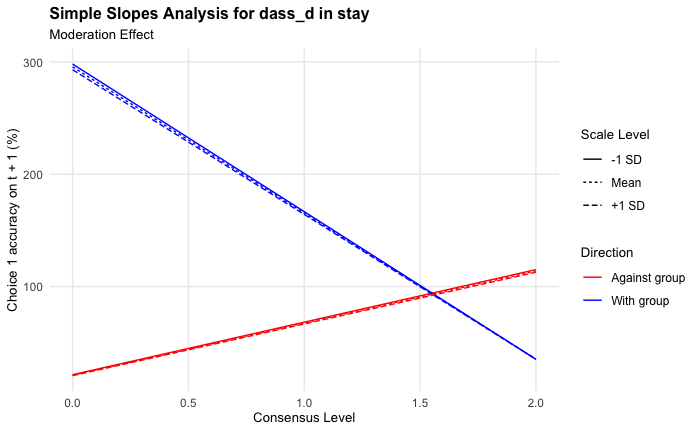 Simple Slopes Analysis for dass_d in stay
Moderation Effect
Choice 1 accuracy on t + 1 (%)
300
200
100
0.0
0.5
1.0
1.5
2.0
Consensus Level
Scale Level
-1 SD
Mean
+1 SD
Direction
Against group
With group